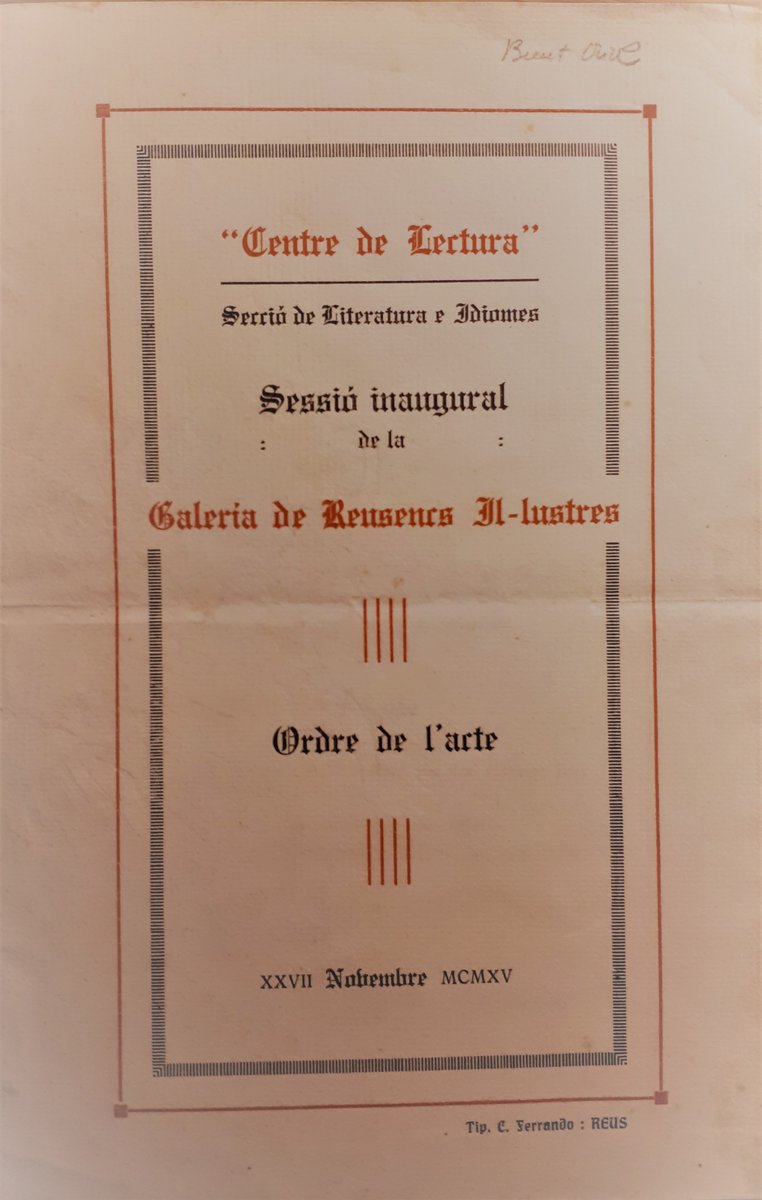 "Centre de Lectura"
Secció de Literatura e Idiomes
Sessió inaugural
: de la :
Galeria de Reusencs Il-lustres
Ordre de l'acte
XXVII Novembre MCMXV
Tip. C. Ferrando : REUS